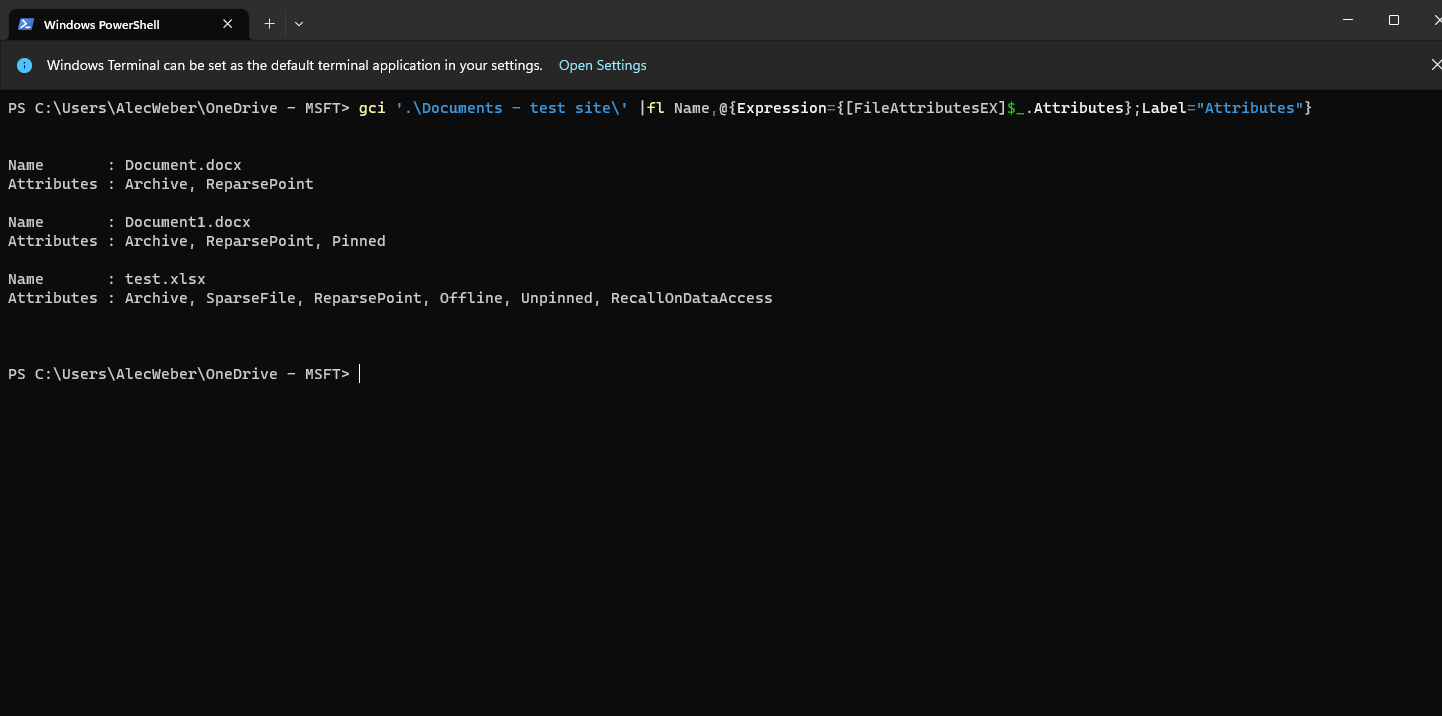 Windows PowerShell
Windows Terminal can be set as the default terminal application in your settings. Open Settings
PS C:\Users\AlecWeber\OneDrive - MSFT> gci '.\Documents - test site\' |fl Name,@{Expression={[FileAttributesEX]$_.Attributes};Label="Attributes"}
Name       : Document.docx
Attributes : Archive, ReparsePoint
Name       : Document1.docx
Attributes : Archive, ReparsePoint, Pinned
Name       : test.xlsx
Attributes : Archive, SparseFile, ReparsePoint, Offline, Unpinned, RecallOnDataAccess
PS C:\Users\AlecWeber\OneDrive - MSFT>